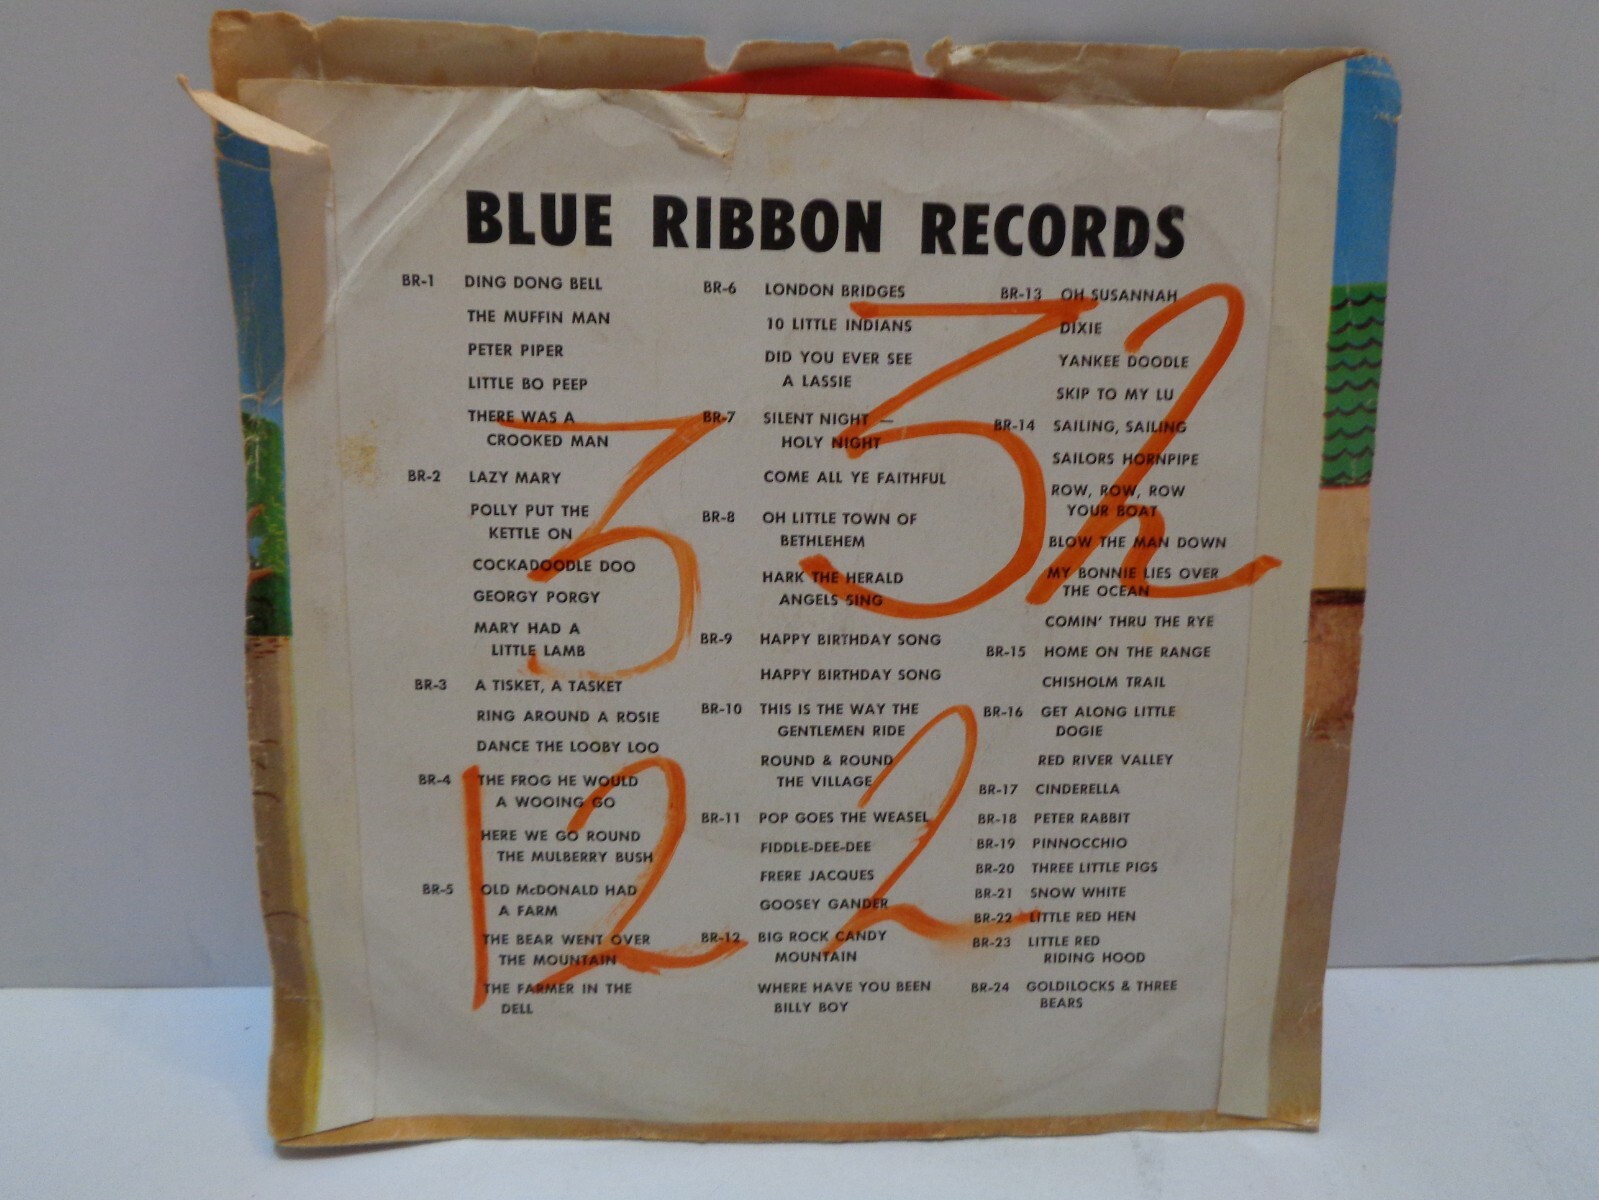 BLUE RIBBON RECORDS
BR-1 DING DONG BELL
THE MUFFIN MAN
PETER PIPER
LITTLE BO PEEP
THERE WAS A
CROOKED MAN
BR-2 LAZY MARY
POLLY PUT THE
KETTLE ON
COCKADOODLE DOO
GEORGY PORGY
MARY HAD A
LITTLE LAMB
BR-3 A TISKET, A TASKET
RING AROUND A ROSIE
DANCE THE LOOBY LOO
BR-4 THE FROG HE WOULD
A WOOING GO
HERE WE GO ROUND
THE MULBERRY BUSH
BR-5 OLD McDONALD HAD
A FARM
THE BEAR WENT OVER
THE MOUNTAIN
THE FARMER IN THE
DELL
BR-6 LONDON BRIDGES
10 LITTLE INDIANS
DID YOU EVER SEE
A LASSIE
BR-7 SILENT NIGHT —
HOLY NIGHT
COME ALL YE FAITHFUL
BR-8 OH LITTLE TOWN OF
BETHLEHEM
HARK THE HERALD
ANGELS SING
BR-9 HAPPY BIRTHDAY SONG
HAPPY BIRTHDAY SONG
BR-10 THIS IS THE WAY THE
GENTLEMEN RIDE
ROUND & ROUND
THE VILLAGE
BR-11 POP GOES THE WEASEL
FIDDLE-DEE-DEE
FRERE JACQUES
GOOSEY GANDER
BR-12 BIG ROCK CANDY
MOUNTAIN
WHERE HAVE YOU BEEN
BILLY BOY
BR-13 OH SUSANNAH
DIXIE
YANKEE DOODLE
SKIP TO MY LU
BR-14 SAILING, SAILING
SAILORS HORNPIPE
ROW, ROW, ROW
YOUR BOAT
BLOW THE MAN DOWN
MY BONNIE LIES OVER
THE OCEAN
COMIN' THRU THE RYE
BR-15 HOME ON THE RANGE
CHISHOLM TRAIL
BR-16 GET ALONG LITTLE
DOGIE
RED RIVER VALLEY
BR-17 CINDERELLA
BR-18 PETER RABBIT
BR-19 PINNOCCHIO
BR-20 THREE LITTLE PIGS
BR-21 SNOW WHITE
BR-22 LITTLE RED HEN
BR-23 LITTLE RED
RIDING HOOD
BR-24 GOLDILOCKS & THREE
BEARS
3 32
12 2